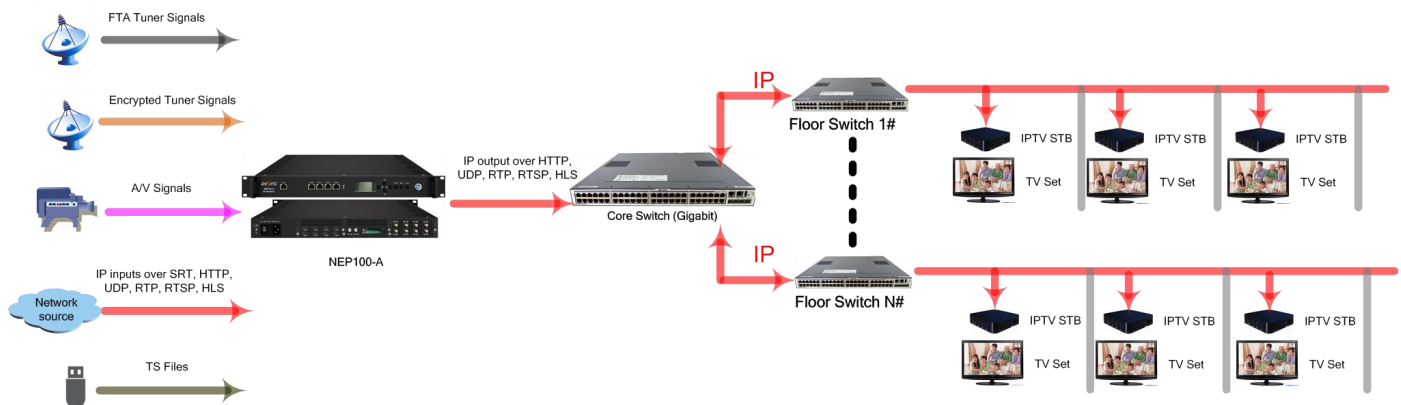 FTA Tuner Signals
Encrypted Tuner Signals
A/V Signals
IP inputs over SRT, HTTP,
UDP, RTP, RTSP, HLS
Network
source
TS Files
NEP100-A
IP output over HTTP,
UDP, RTP, RTSP, HLS
Core Switch (Gigabit)
IP
Floor Switch 1#
IP
Floor Switch N#
IPTV STB
IPTV STB
IPTV STB
TV Set
TV Set
TV Set
IPTV STB
IPTV STB
IPTV STB
TV Set
TV Set
TV Set